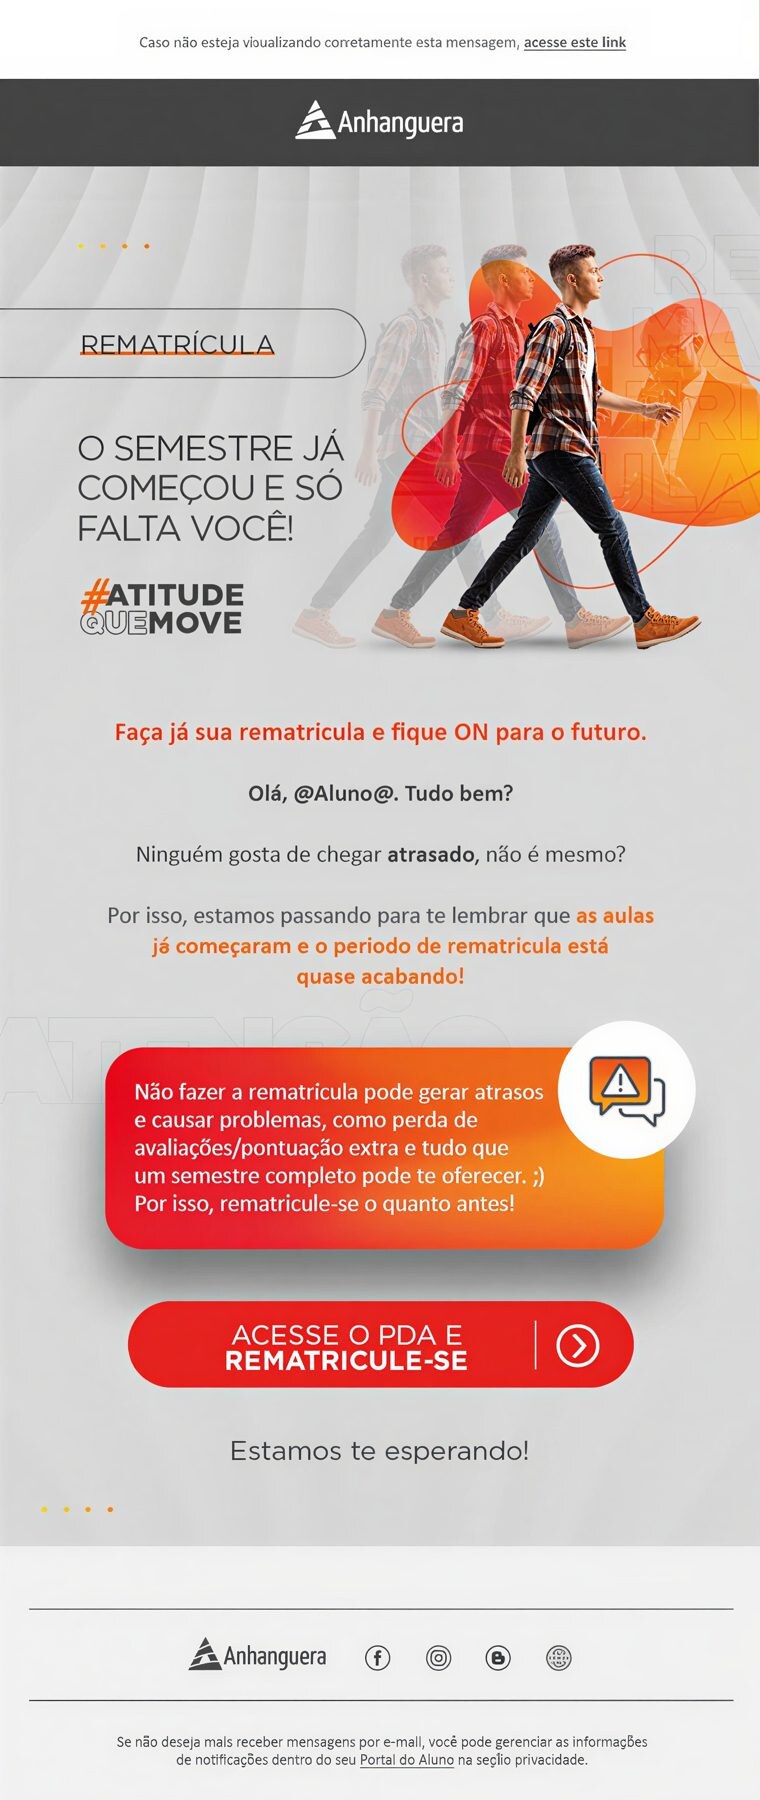 Caso não esteja visualizando corretamente esta mensagem, acesse este link
Anhanguera
REMATRÍCULA
RE
MA
TRI
CULA
O SEMESTRE JÁ
COMEÇOU E SÓ
FALTA VOCÊ!
#ATITUDE
QUEMOVE
Faça já sua rematricula e fique ON para o futuro.
Olá, @Aluno@. Tudo bem?
Ninguém gosta de chegar atrasado, não é mesmo?
Por isso, estamos passando para te lembrar que as aulas
já começaram e o periodo de rematricula está
quase acabando!
ATENÇÃO
Não fazer a rematricula pode gerar atrasos
e causar problemas, como perda de
avaliações/pontuação extra e tudo que
um semestre completo pode te oferecer. ;)
Por isso, rematricule-se o quanto antes!
ACESSE O PDA E
REMATRICULE-SE
Estamos te esperando!
Anhanguera
Se não deseja mais receber mensagens por e-mail, você pode gerenciar as informações
de notificações dentro do seu Portal do Aluno na seção privacidade.